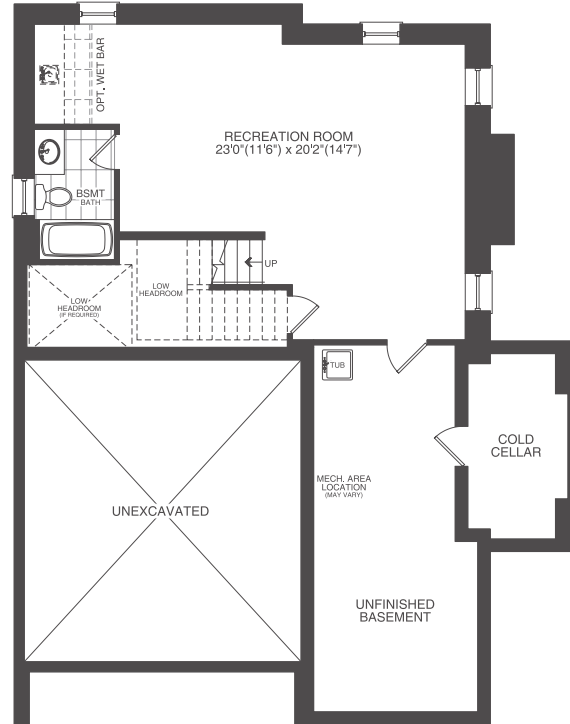 OPT. WET BAR
RECREATION ROOM
23'0"(11'6") x 20'2"(14'7")
BSMT
BATH
UP
LOW
HEADROOM
LOW
HEADROOM
(IF REQUIRED)
TUB
COLD
CELLAR
MECH. AREA
LOCATION
(MAY VARY)
UNEXCAVATED
UNFINISHED
BASEMENT